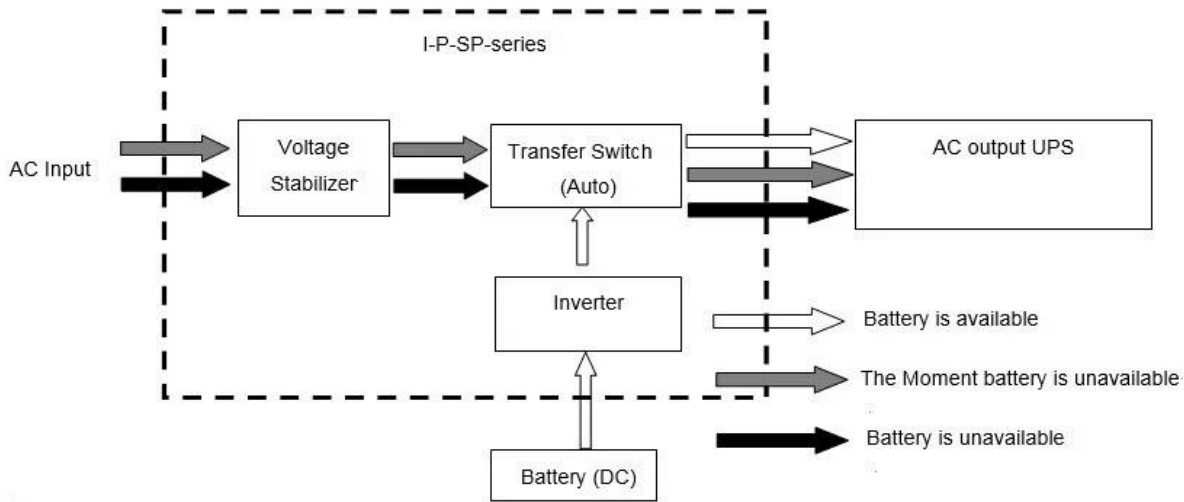 I-P-SP-series
AC Input
Voltage
Stabilizer
Transfer Switch
(Auto)
AC output UPS
Inverter
Battery (DC)
Battery is available
The Moment battery is unavailable
Battery is unavailable